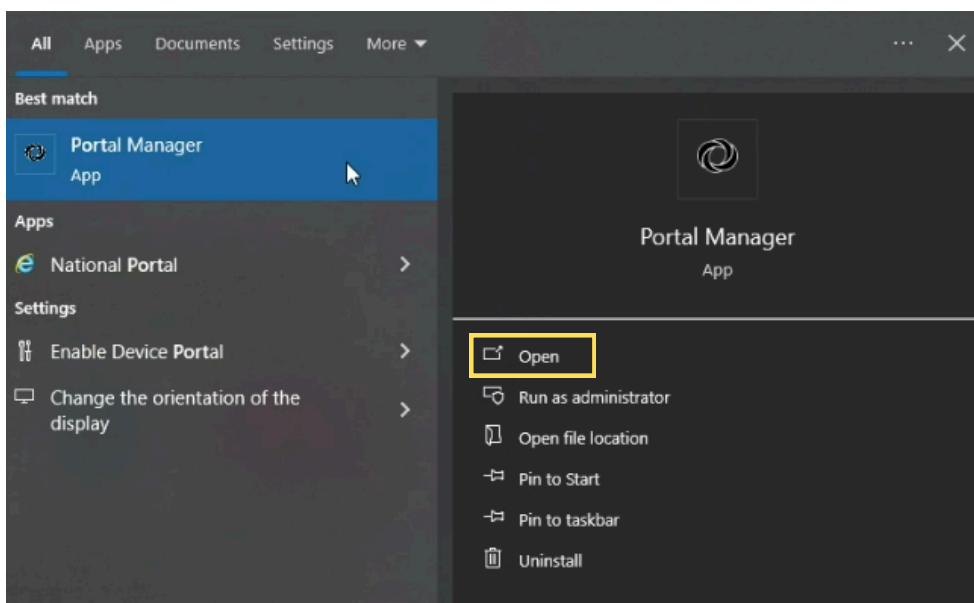 All Apps Documents Settings More
Best match
Portal Manager
App
Apps
National Portal
Settings
Enable Device Portal
Change the orientation of the
display
Portal Manager
App
Open
Run as administrator
Open file location
Pin to Start
Pin to taskbar
Uninstall